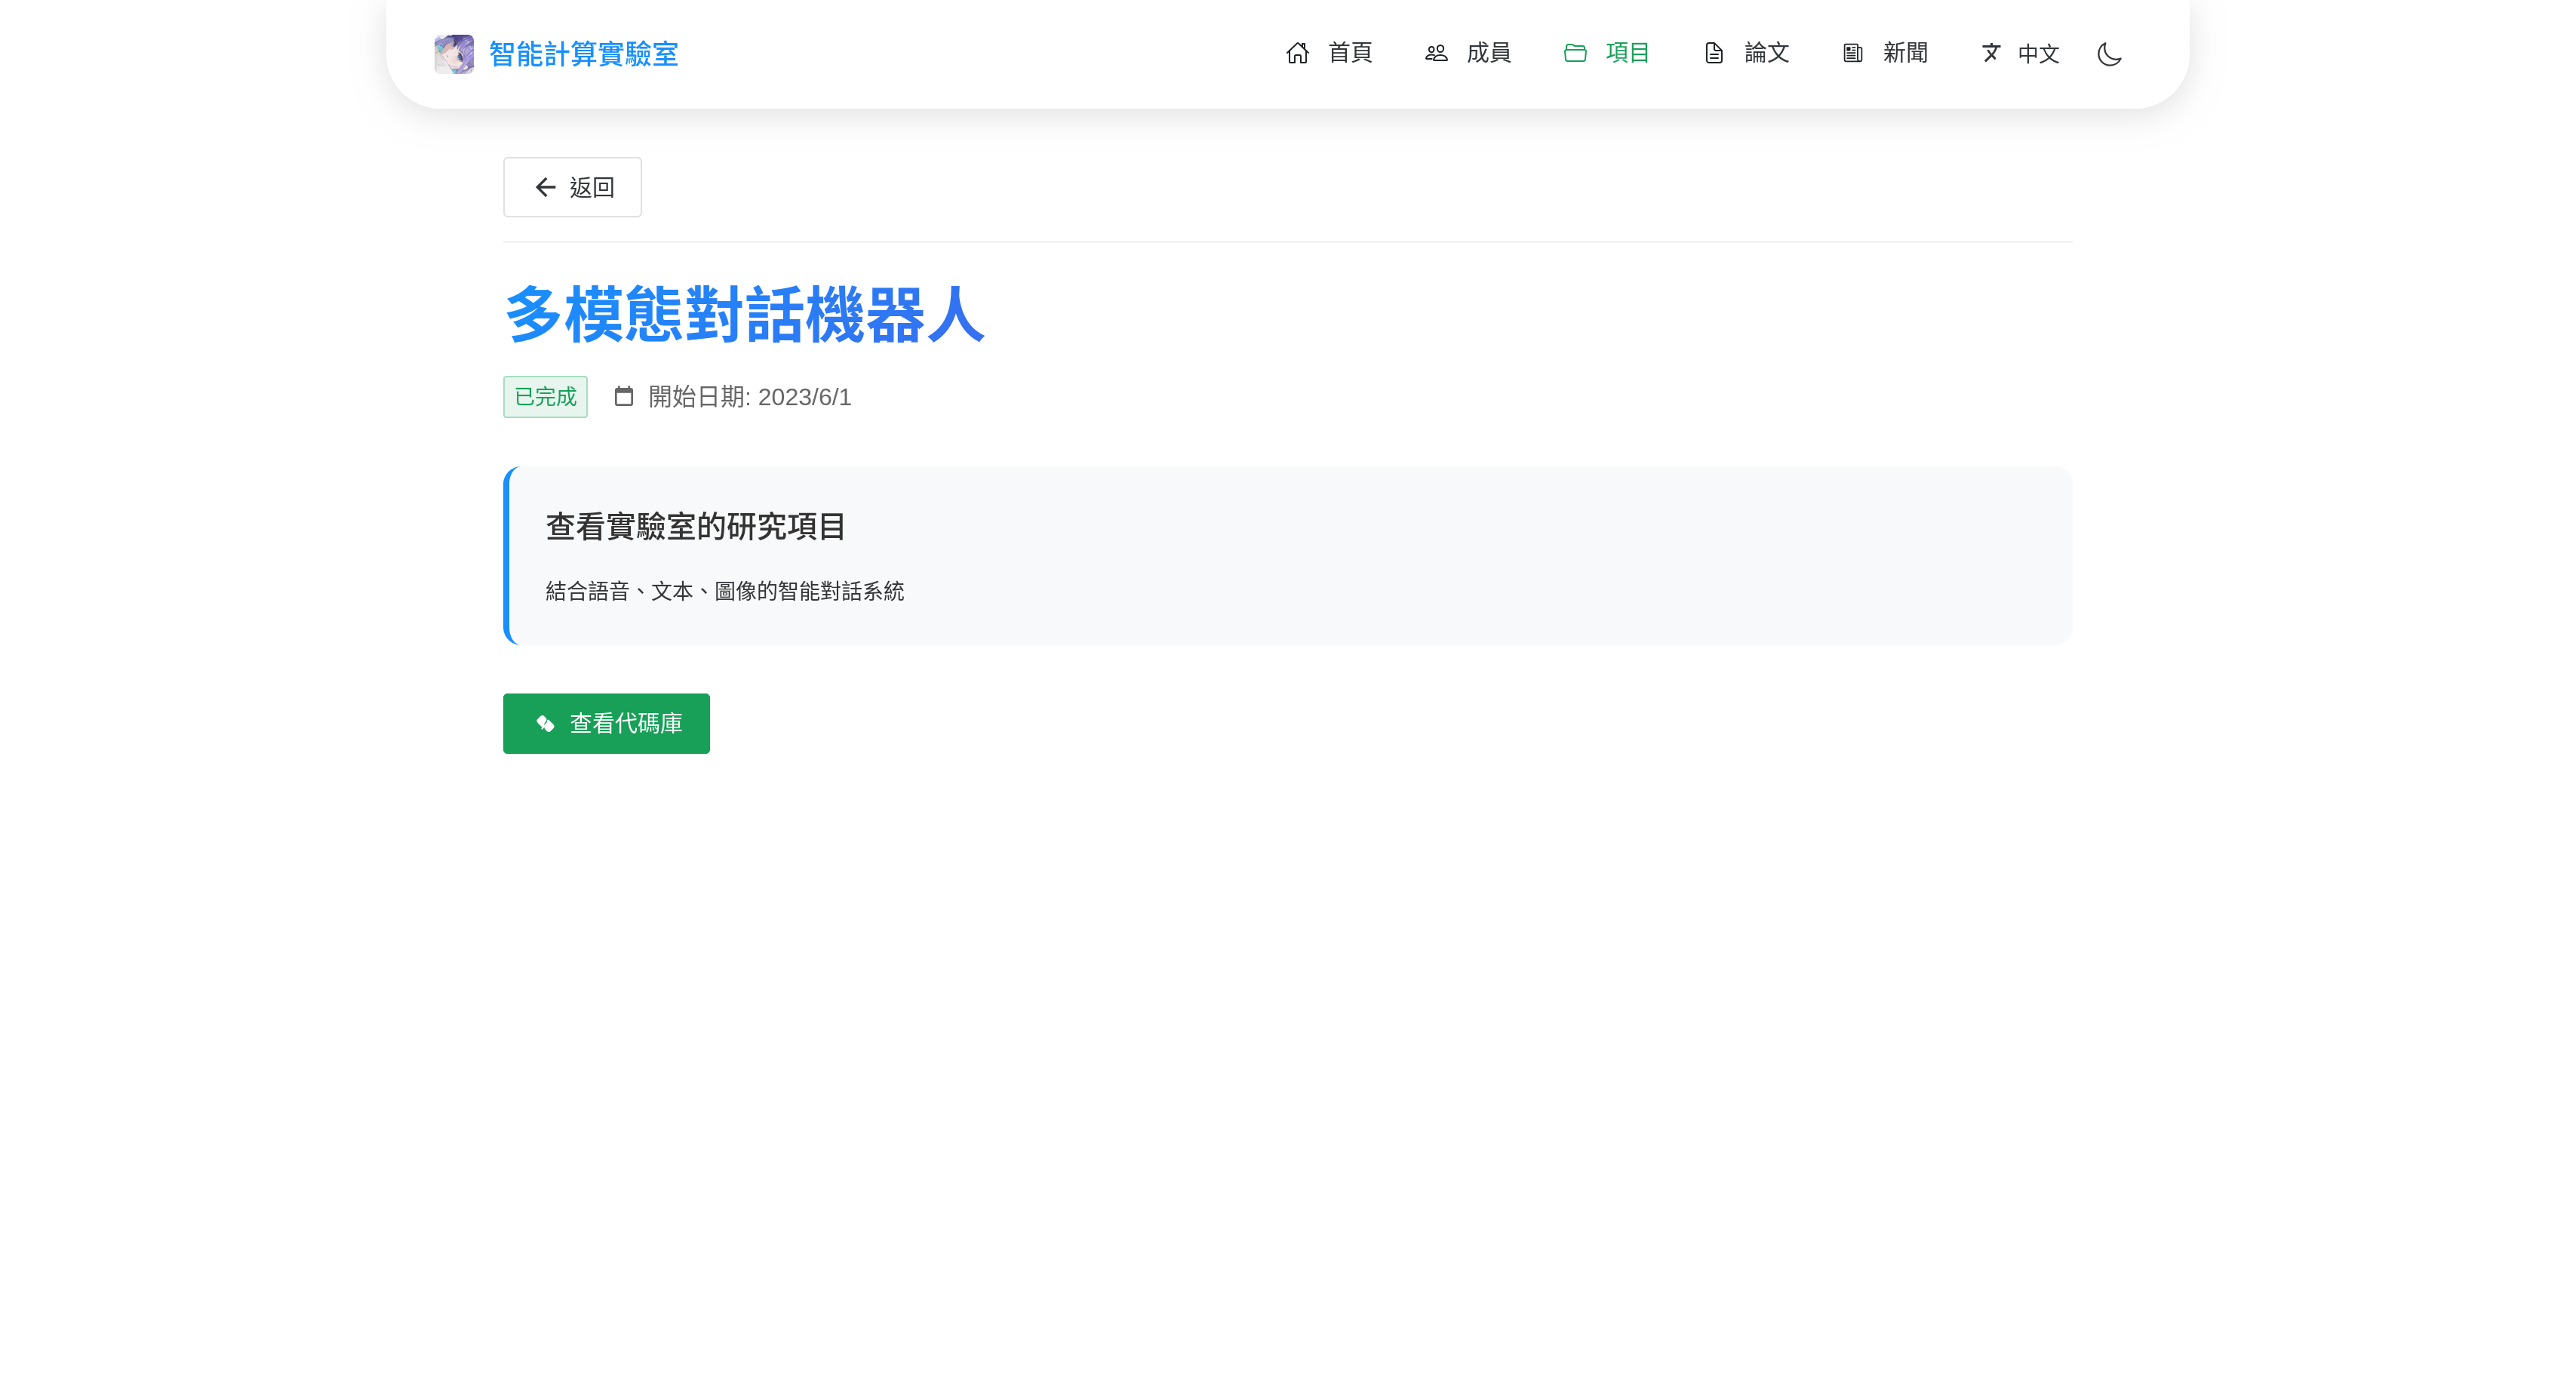 智能計算實驗室
首頁 成員 項目 論文 新聞 中文
返回
多模態對話機器人
已完成 開始日期: 2023/6/1
查看實驗室的研究項目
結合語音、文本、圖像的智能對話系統
查看代碼庫